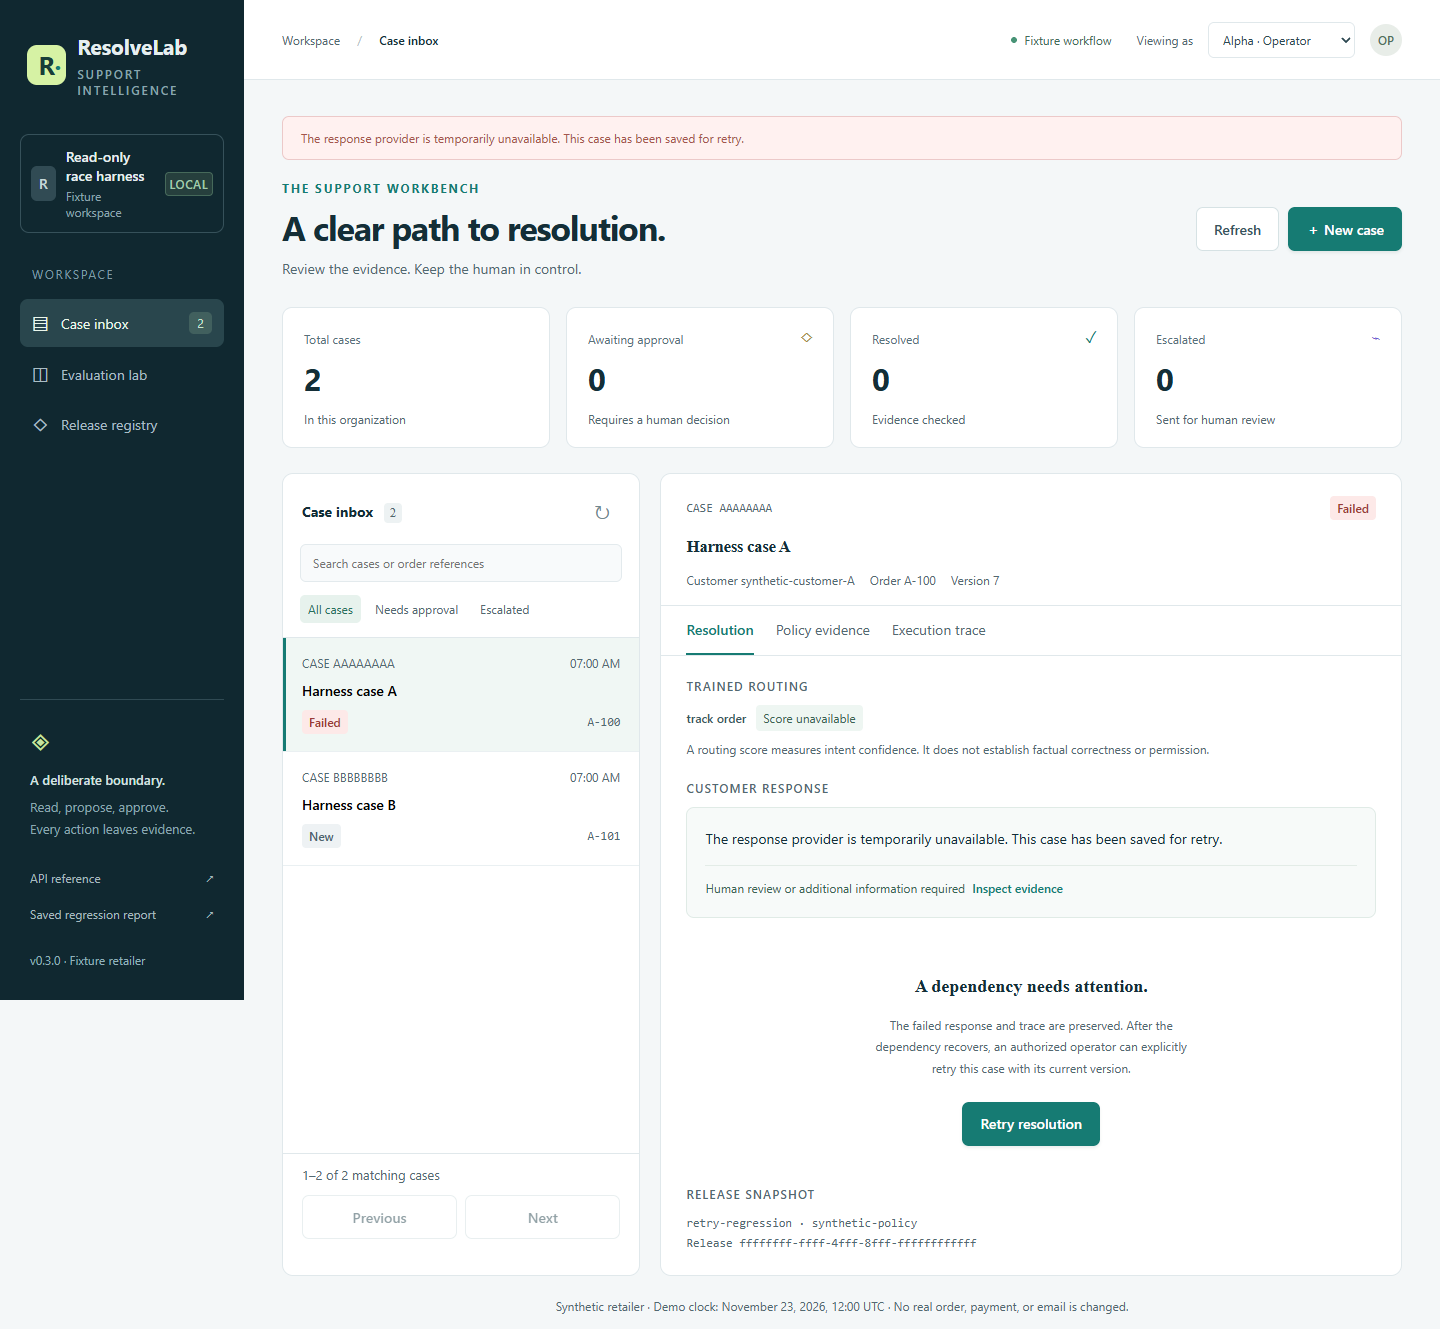 R.
ResolveLab
SUPPORT
INTELLIGENCE
R
Read-only
race harness
Fixture
workspace
LOCAL
WORKSPACE
Case inbox 2
Evaluation lab
Release registry
A deliberate boundary.
Read, propose, approve.
Every action leaves evidence.
API reference ↗
Saved regression report ↗
v0.3.0 · Fixture retailer
Workspace / Case inbox
Fixture workflow
Viewing as
Alpha · Operator
OP
The response provider is temporarily unavailable. This case has been saved for retry.
THE SUPPORT WORKBENCH
A clear path to resolution.
Review the evidence. Keep the human in control.
Refresh
+ New case
Total cases
2
In this organization
Awaiting approval
0
Requires a human decision
Resolved
0
Evidence checked
Escalated
0
Sent for human review
Case inbox 2
Search cases or order references
All cases Needs approval Escalated
CASE AAAAAAAA 07:00 AM
Harness case A
Failed A-100
CASE BBBBBBBB 07:00 AM
Harness case B
New A-101
1–2 of 2 matching cases
Previous Next
CASE AAAAAAAA Failed
Harness case A
Customer synthetic-customer-A Order A-100 Version 7
Resolution Policy evidence Execution trace
TRAINED ROUTING
track order Score unavailable
A routing score measures intent confidence. It does not establish factual correctness or permission.
CUSTOMER RESPONSE
The response provider is temporarily unavailable. This case has been saved for retry.
Human review or additional information required Inspect evidence
A dependency needs attention.
The failed response and trace are preserved. After the
dependency recovers, an authorized operator can explicitly
retry this case with its current version.
Retry resolution
RELEASE SNAPSHOT
retry-regression · synthetic-policy
Release ffffffff-ffff-4fff-8fff-ffffffffffff
Synthetic retailer · Demo clock: November 23, 2026, 12:00 UTC · No real order, payment, or email is changed.